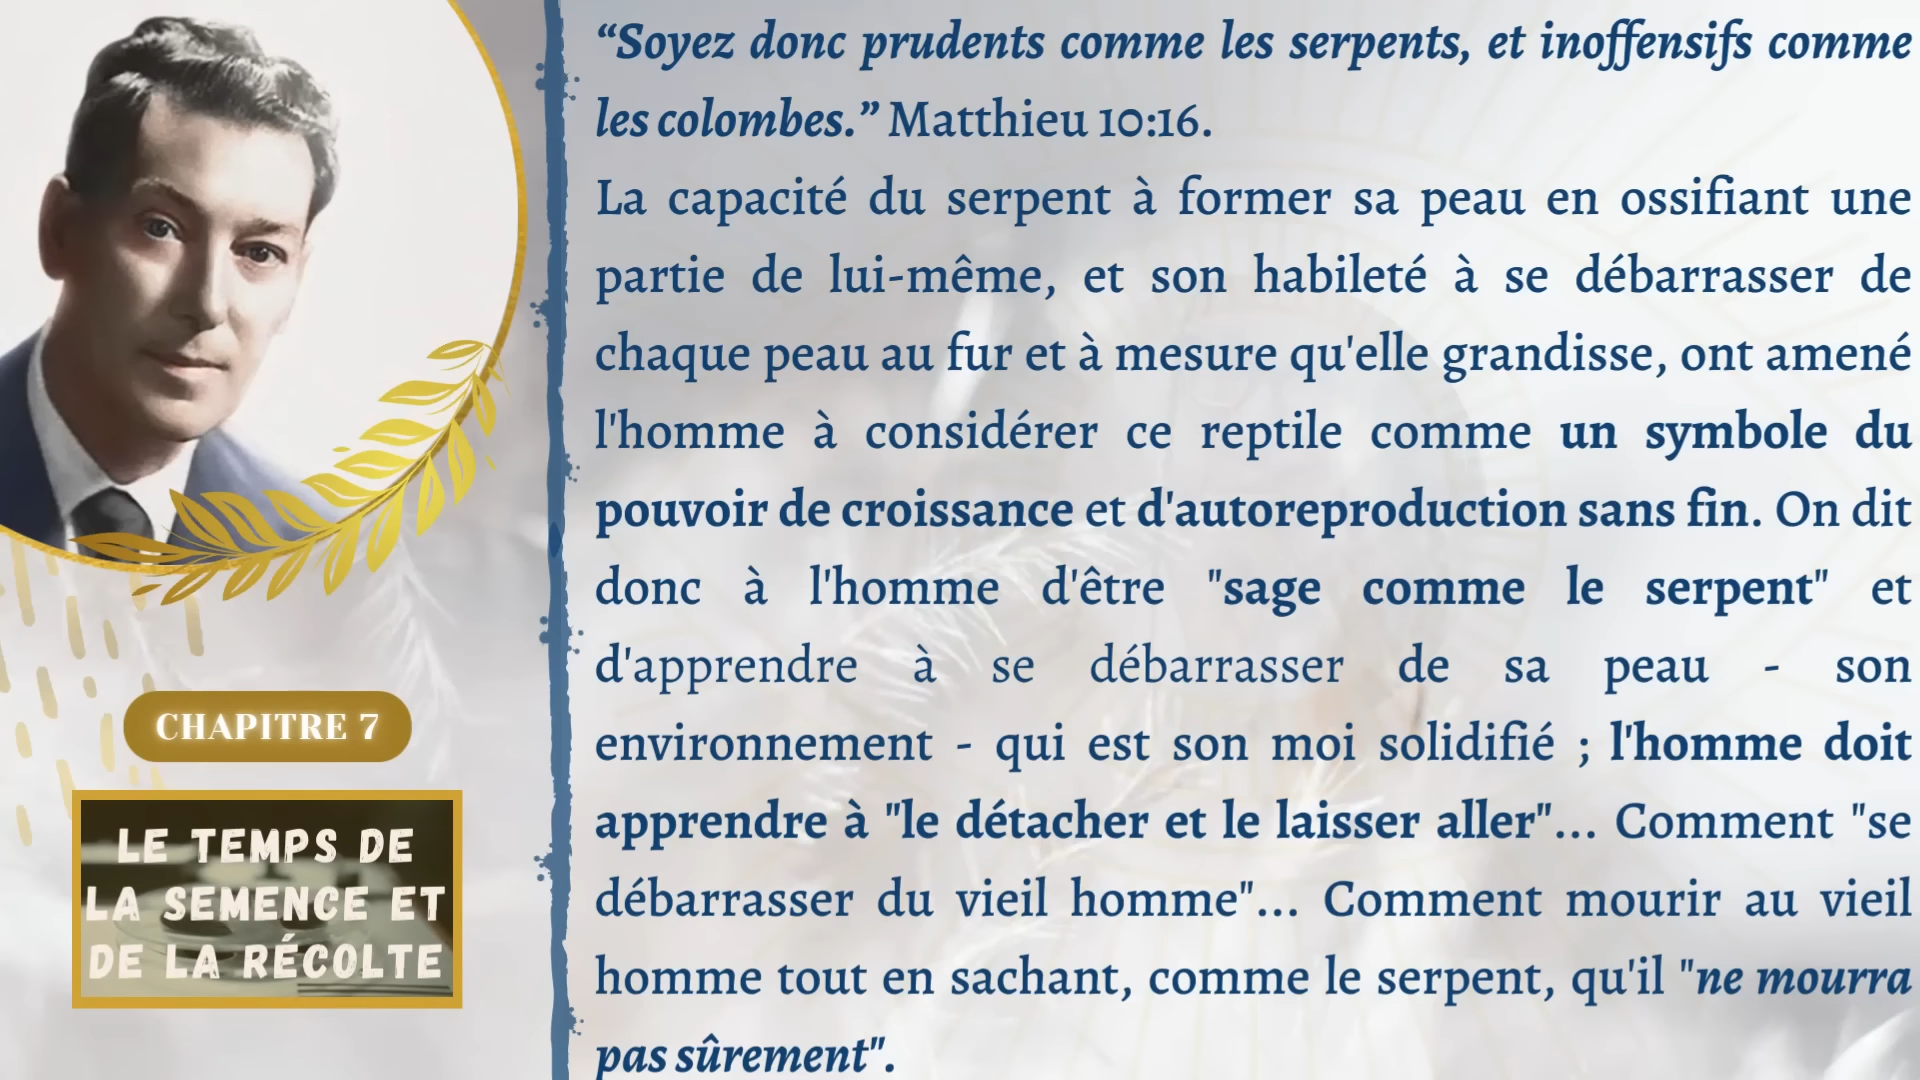 “Soyez donc prudents comme les serpents, et inoffensifs comme
les colombes.” Matthieu 10:16.
La capacité du serpent à former sa peau en ossifiant une
partie de lui-même, et son habileté à se débarrasser de
chaque peau au fur et à mesure qu'elle grandisse, ont amené
l'homme à considérer ce reptile comme un symbole du
pouvoir de croissance et d'autoreproduction sans fin. On dit
donc à l'homme d'être "sage comme le serpent" et
d'apprendre à se débarrasser de sa peau - son
environnement - qui est son moi solidifié ; l'homme doit
apprendre à "le détacher et le laisser aller"... Comment "se
débarrasser du vieil homme"... Comment mourir au vieil
homme tout en sachant, comme le serpent, qu'il "ne mourra
pas sûrement".
CHAPITRE 7
LE TEMPS DE
LA SEMENCE ET
DE LA RÉCOLTE